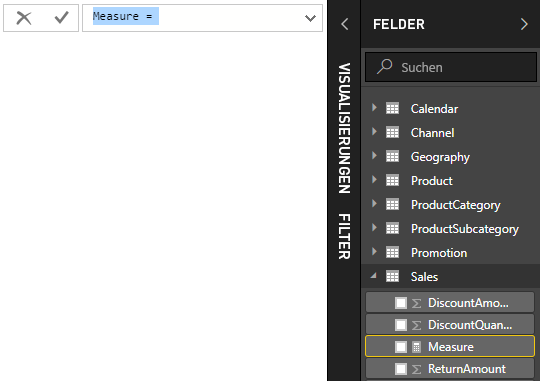 Measure =
VISUALISIERUNGEN
FILTER
FELDER
Suchen
Calendar
Channel
Geography
Product
ProductCategory
ProductSubcategory
Promotion
Sales
DiscountAmo...
DiscountQuan...
Measure
ReturnAmount